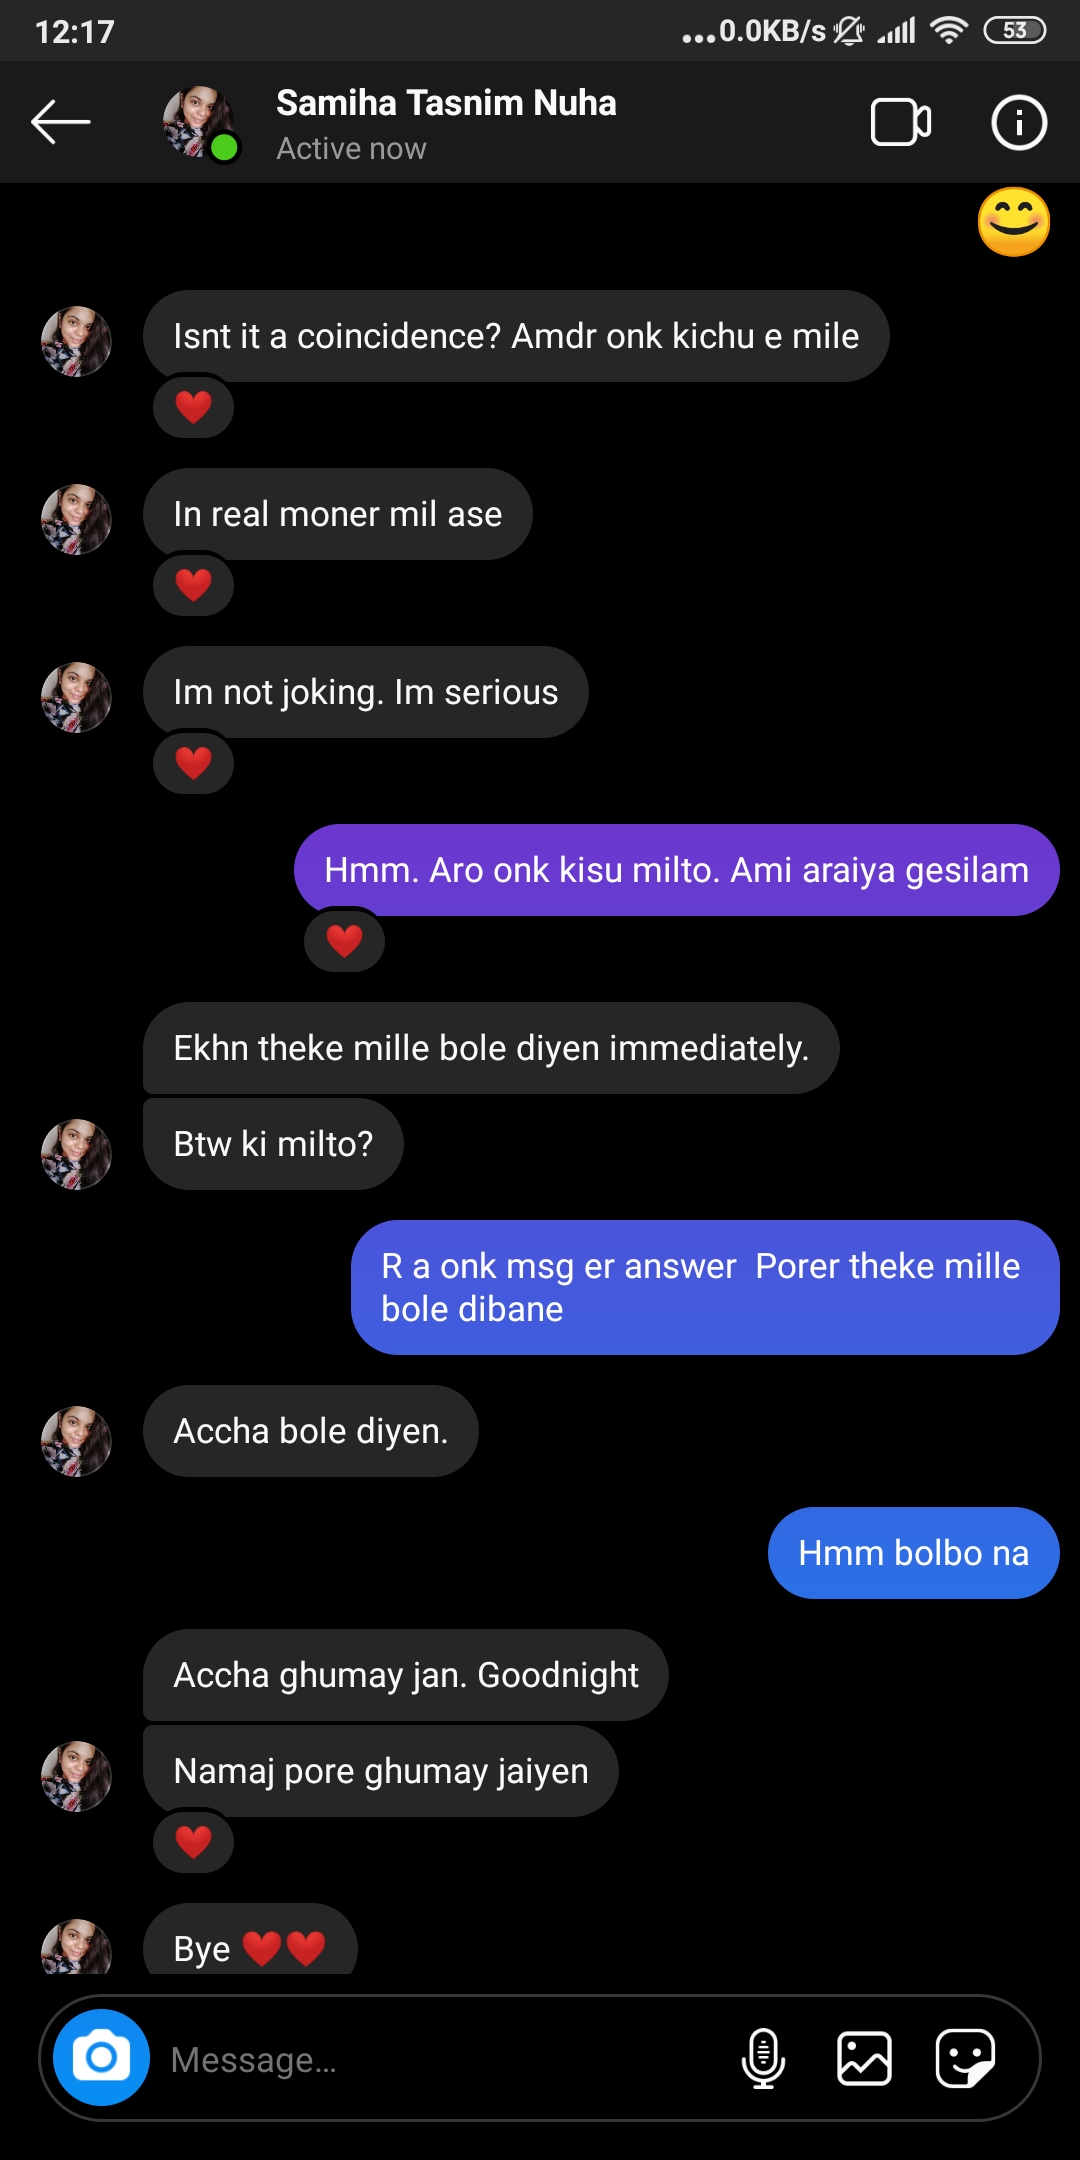 12:17
...0.0KB/s
53
Samiha Tasnim Nuha
Active now
Isnt it a coincidence? Amdr onk kichu e mile
In real moner mil ase
Im not joking. Im serious
Hmm. Aro onk kisu milto. Ami araiya gesilam
Ekhn theke mille bole diyen immediately.
Btw ki milto?
R a onk msg er answer  Porer theke mille
bole dibane
Accha bole diyen.
Hmm bolbo na
Accha ghumay jan. Goodnight
Namaj pore ghumay jaiyen
Bye ❤️❤️
Message...